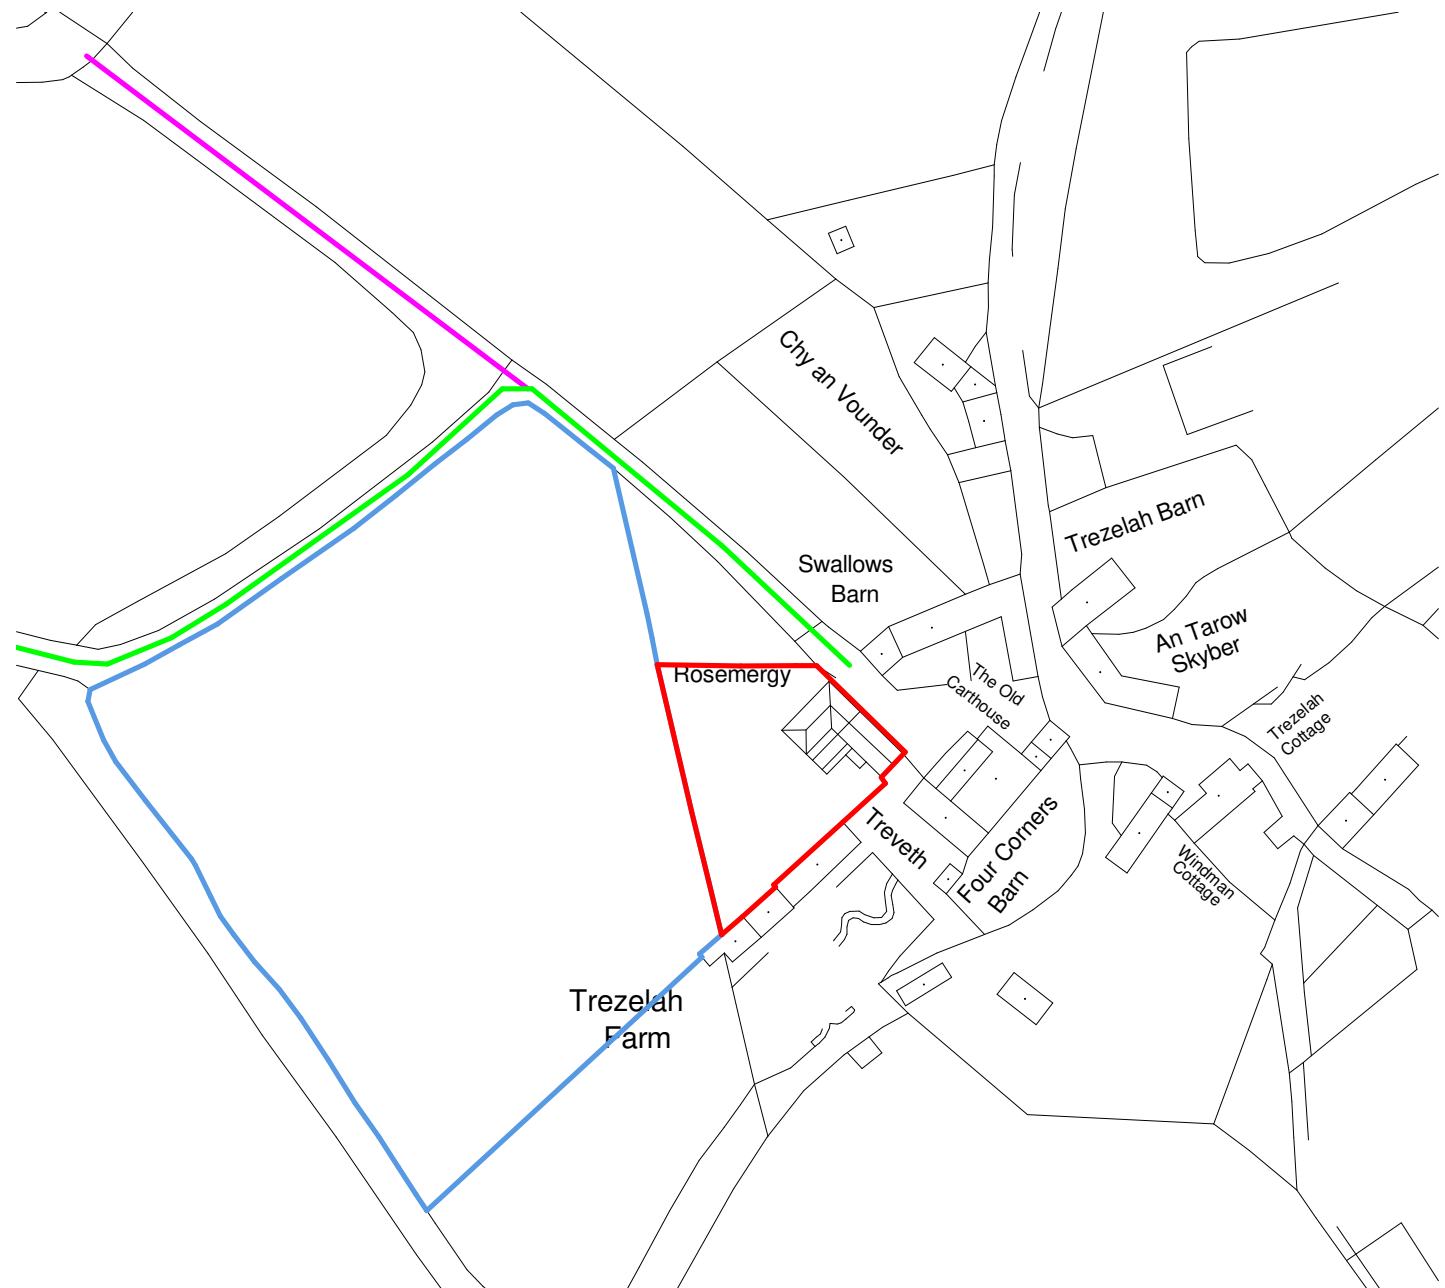 Chy an Vounder
Trezelah Barn
Swallows
Barn
An Tarow
Skyber
Rosemergy
The Old
Carthouse
Trezelah
Cottage
Treveth
Four Corners
Barn
Windman
Cottage
Trezelah
Farm